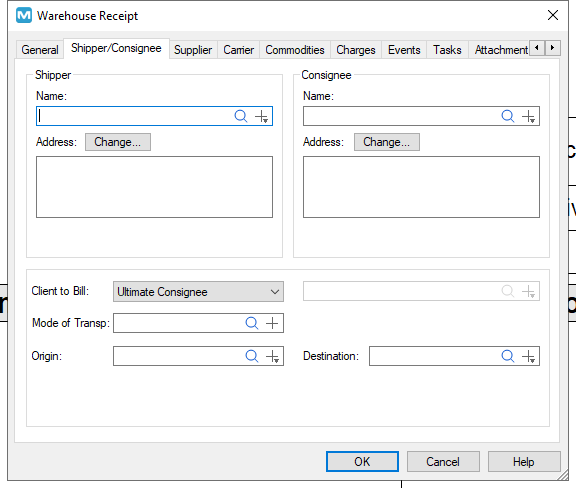 Warehouse Receipt
General Shipper/Consignee Supplier Carrier Commodities Charges Events Tasks Attachment
Shipper
Name:
Address: Change...
Consignee
Name:
Address: Change...
Client to Bill: Ultimate Consignee
Mode of Transp:
Origin:
Destination:
OK Cancel Help